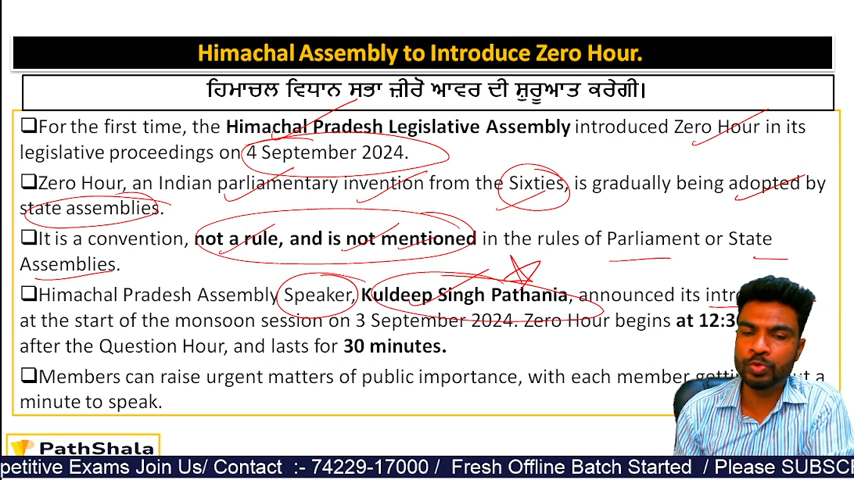 Himachal Assembly to Introduce Zero Hour.
ਹਿਮਾਚਲ ਵਿਧਾਨ ਸਭਾ ਜ਼ੀਰੋ ਆਵਰ ਦੀ ਸ਼ੁਰੂਆਤ ਕਰੇਗੀ।
❑For the first time, the Himachal Pradesh Legislative Assembly introduced Zero Hour in its
legislative proceedings on 4 September 2024.
❑Zero Hour, an Indian parliamentary invention from the Sixties, is gradually being adopted by
state assemblies.
❑It is a convention, not a rule, and is not mentioned in the rules of Parliament or State
Assemblies.
❑Himachal Pradesh Assembly Speaker, Kuldeep Singh Pathania, announced its
at the start of the monsoon session on 3 September 2024. Zero Hour begins at
after the Question Hour, and lasts for 30 minutes.
❑Members can raise urgent matters of public importance, with each member a
minute to speak.
PathShala
petitive Exams Join Us/ Contact :- 74229-17000 / Fresh Offline Batch Started / Please SUBSC